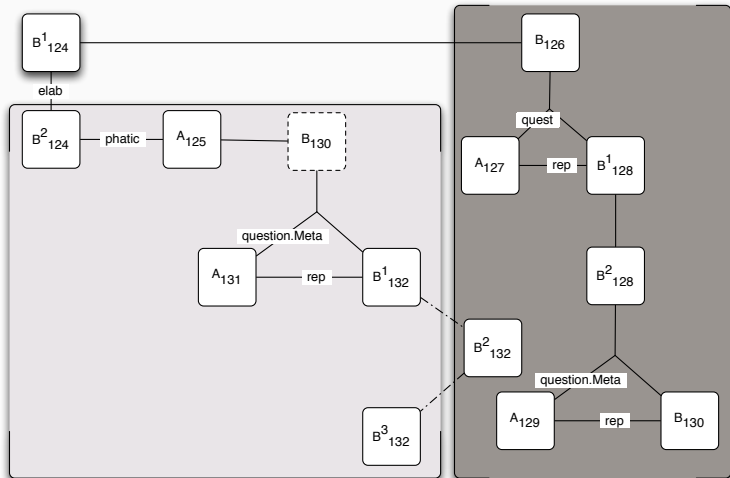 B¹₁₂₄
B₁₂₆
elab
B²₁₂₄
phatic
A₁₂₅
B₁₃₀
quest
A₁₂₇
rep
B¹₁₂₈
question.Meta
A₁₃₁
rep
B¹₁₃₂
B²₁₂₈
B²₁₃₂
question.Meta
B³₁₃₂
A₁₂₉
rep
B₁₃₀